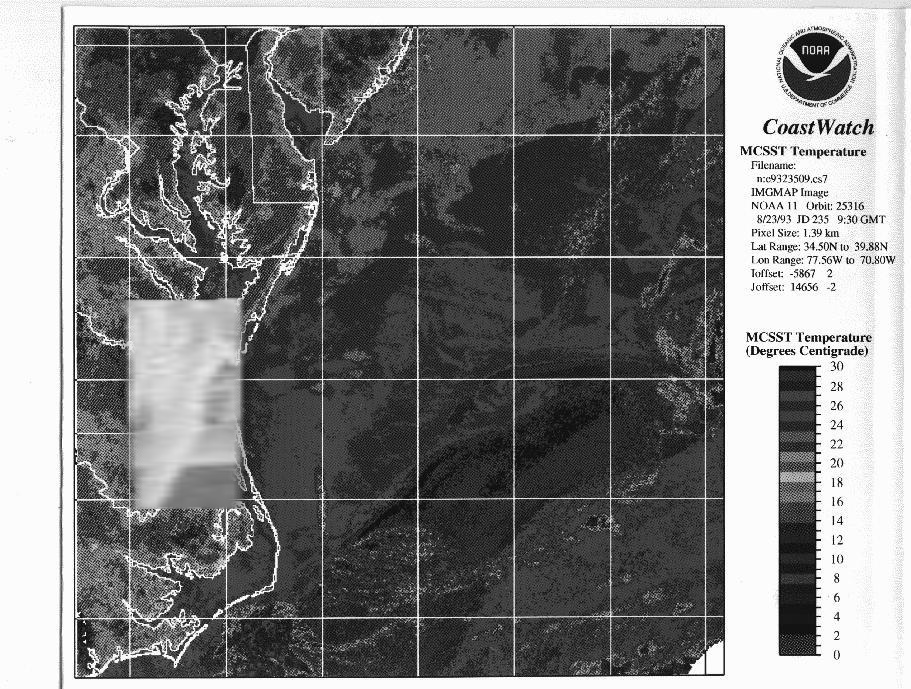 NATIONAL OCEANIC AND ATMOSPHERIC ADMINISTRATION
U.S. DEPARTMENT OF COMMERCE
NOAA
CoastWatch
MCSST Temperature
Filename:
n:c9323509.cs7
IMGMAP Image
NOAA 11 Orbit: 25316
8/23/93 JD 235 9:30 GMT
Pixel Size: 1.39 km
Lat Range: 34.50N to 39.88N
Lon Range: 77.56W to 70.80W
Ioffset: -5867 2
Joffset: 14656 -2
MCSST Temperature
(Degrees Centigrade)
30
28
26
24
22
20
18
16
14
12
10
8
6
4
2
0